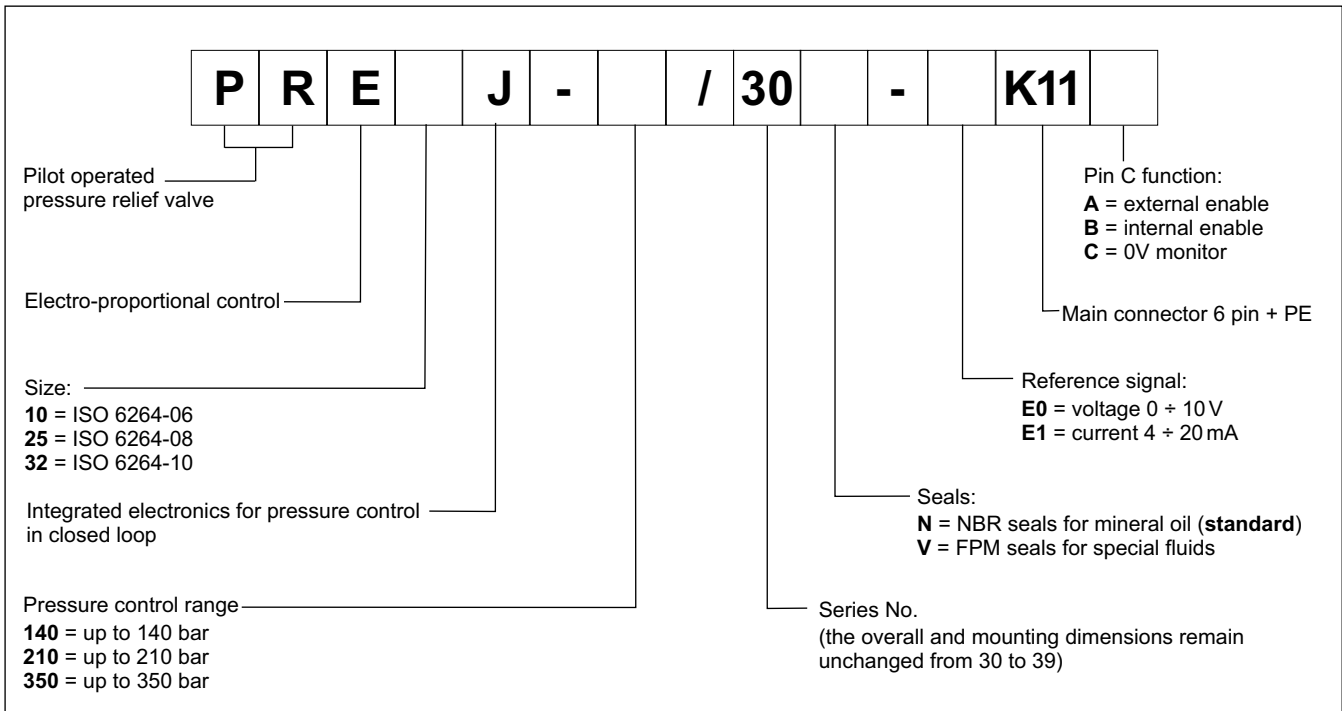 P R E J - / 30 - K11
Pilot operated
pressure relief valve
Electro-proportional control
Size:
10 = ISO 6264-06
25 = ISO 6264-08
32 = ISO 6264-10
Integrated electronics for pressure control
in closed loop
Pressure control range
140 = up to 140 bar
210 = up to 210 bar
350 = up to 350 bar
Pin C function:
A = external enable
B = internal enable
C = 0V monitor
Main connector 6 pin + PE
Reference signal:
E0 = voltage 0 ÷ 10 V
E1 = current 4 ÷ 20 mA
Seals:
N = NBR seals for mineral oil (standard)
V = FPM seals for special fluids
Series No.
(the overall and mounting dimensions remain
unchanged from 30 to 39)